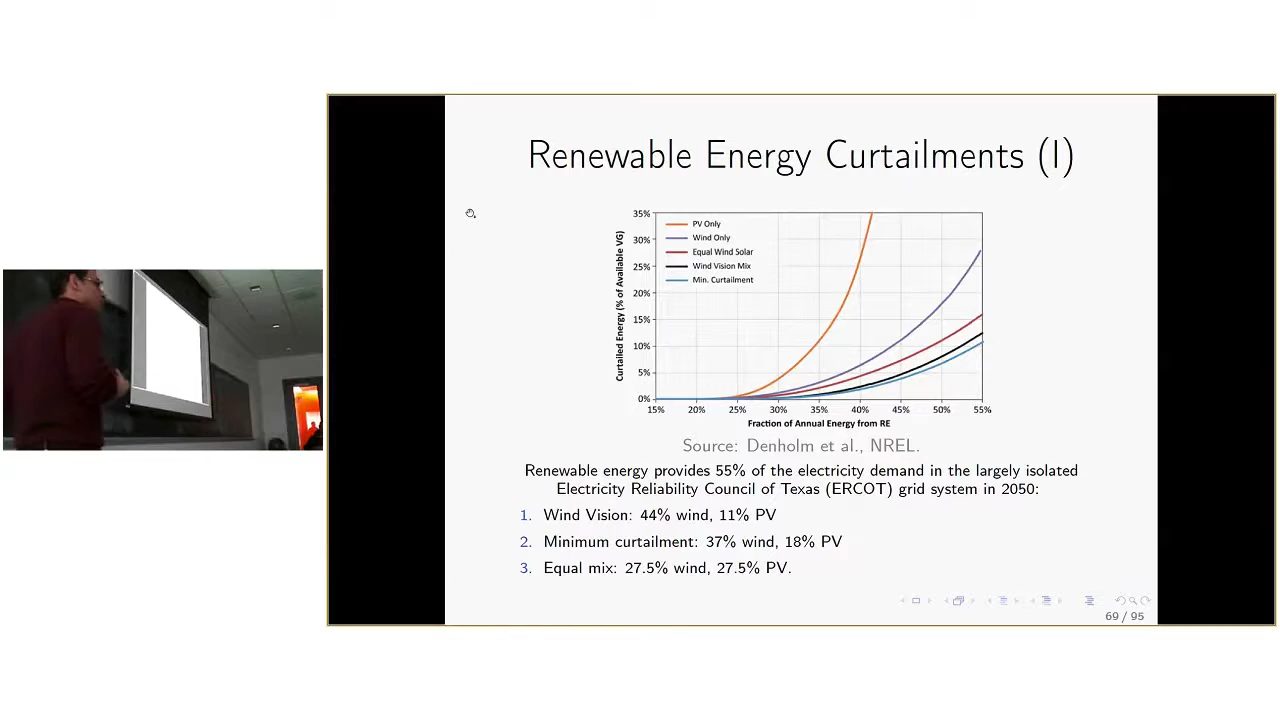 Renewable Energy Curtailments (I)
35%
30%
25%
20%
15%
10%
5%
0%
Curtailed Energy (% of Available VG)
PV Only
Wind Only
Equal Wind Solar
Wind Vision Mix
Min. Curtailment
15% 20% 25% 30% 35% 40% 45% 50% 55%
Fraction of Annual Energy from RE
Source: Denholm et al., NREL.
Renewable energy provides 55% of the electricity demand in the largely isolated
Electricity Reliability Council of Texas (ERCOT) grid system in 2050:
1. Wind Vision: 44% wind, 11% PV
2. Minimum curtailment: 37% wind, 18% PV
3. Equal mix: 27.5% wind, 27.5% PV.
69 / 95